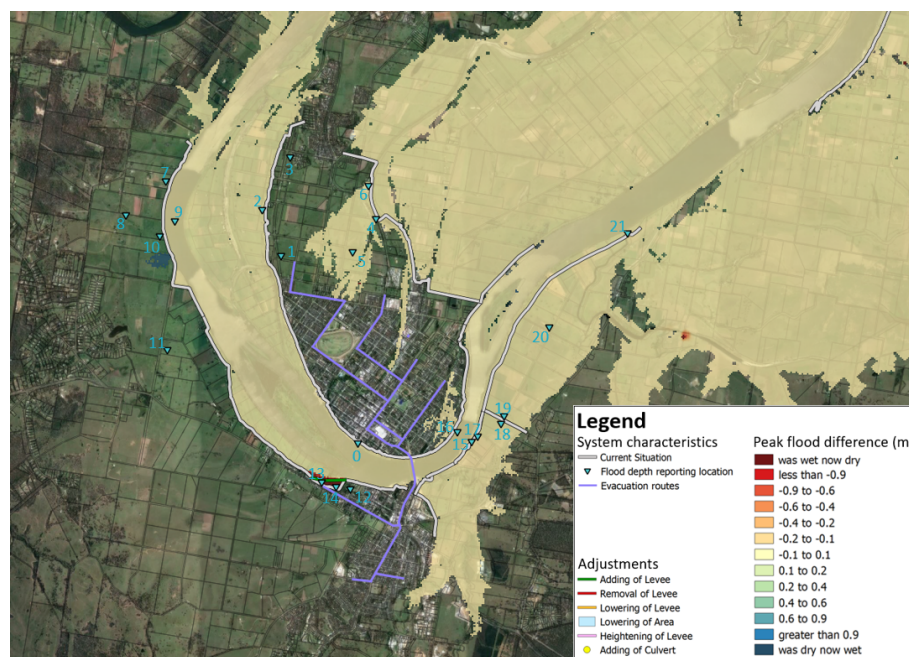 3
7
6
2
8
9
4
21
10
1
5
11
20
19
16
17
18
15
0
13
14
12
Legend
System characteristics
Current Situation
Flood depth reporting location
Evacuation routes
Adjustments
Adding of Levee
Removal of Levee
Lowering of Levee
Lowering of Area
Heightening of Levee
Adding of Culvert
Peak flood difference (m
was wet now dry
less than -0.9
-0.9 to -0.6
-0.6 to -0.4
-0.4 to -0.2
-0.2 to -0.1
-0.1 to 0.1
0.1 to 0.2
0.2 to 0.4
0.4 to 0.6
0.6 to 0.9
greater than 0.9
was dry now wet